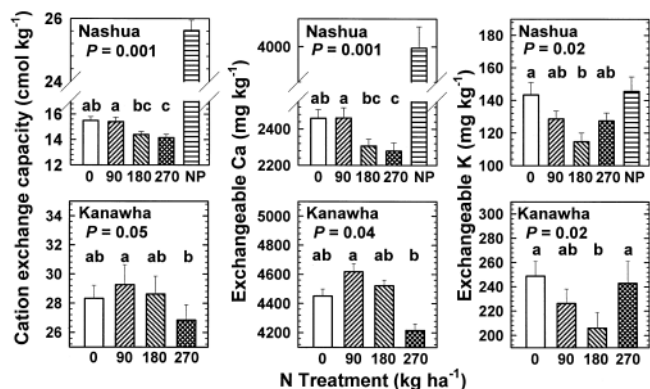 Cation exchange capacity (cmol kg⁻¹)
26
24
16
14
12
Nashua
P = 0.001
ab a bc c
0 90 180 270 NP
34
32
30
28
26
Kanawha
P = 0.05
ab a ab b
0 90 180 270
Exchangeable Ca (mg kg⁻¹)
4000
2400
2200
Nashua
P = 0.001
ab a bc c
0 90 180 270 NP
5000
4800
4600
4400
4200
Kanawha
P = 0.04
ab a ab b
0 90 180 270
Exchangeable K (mg kg⁻¹)
180
160
140
120
100
Nashua
P = 0.02
a ab b ab
0 90 180 270 NP
300
280
260
240
220
200
Kanawha
P = 0.02
a ab b a
0 90 180 270
N Treatment (kg ha⁻¹)